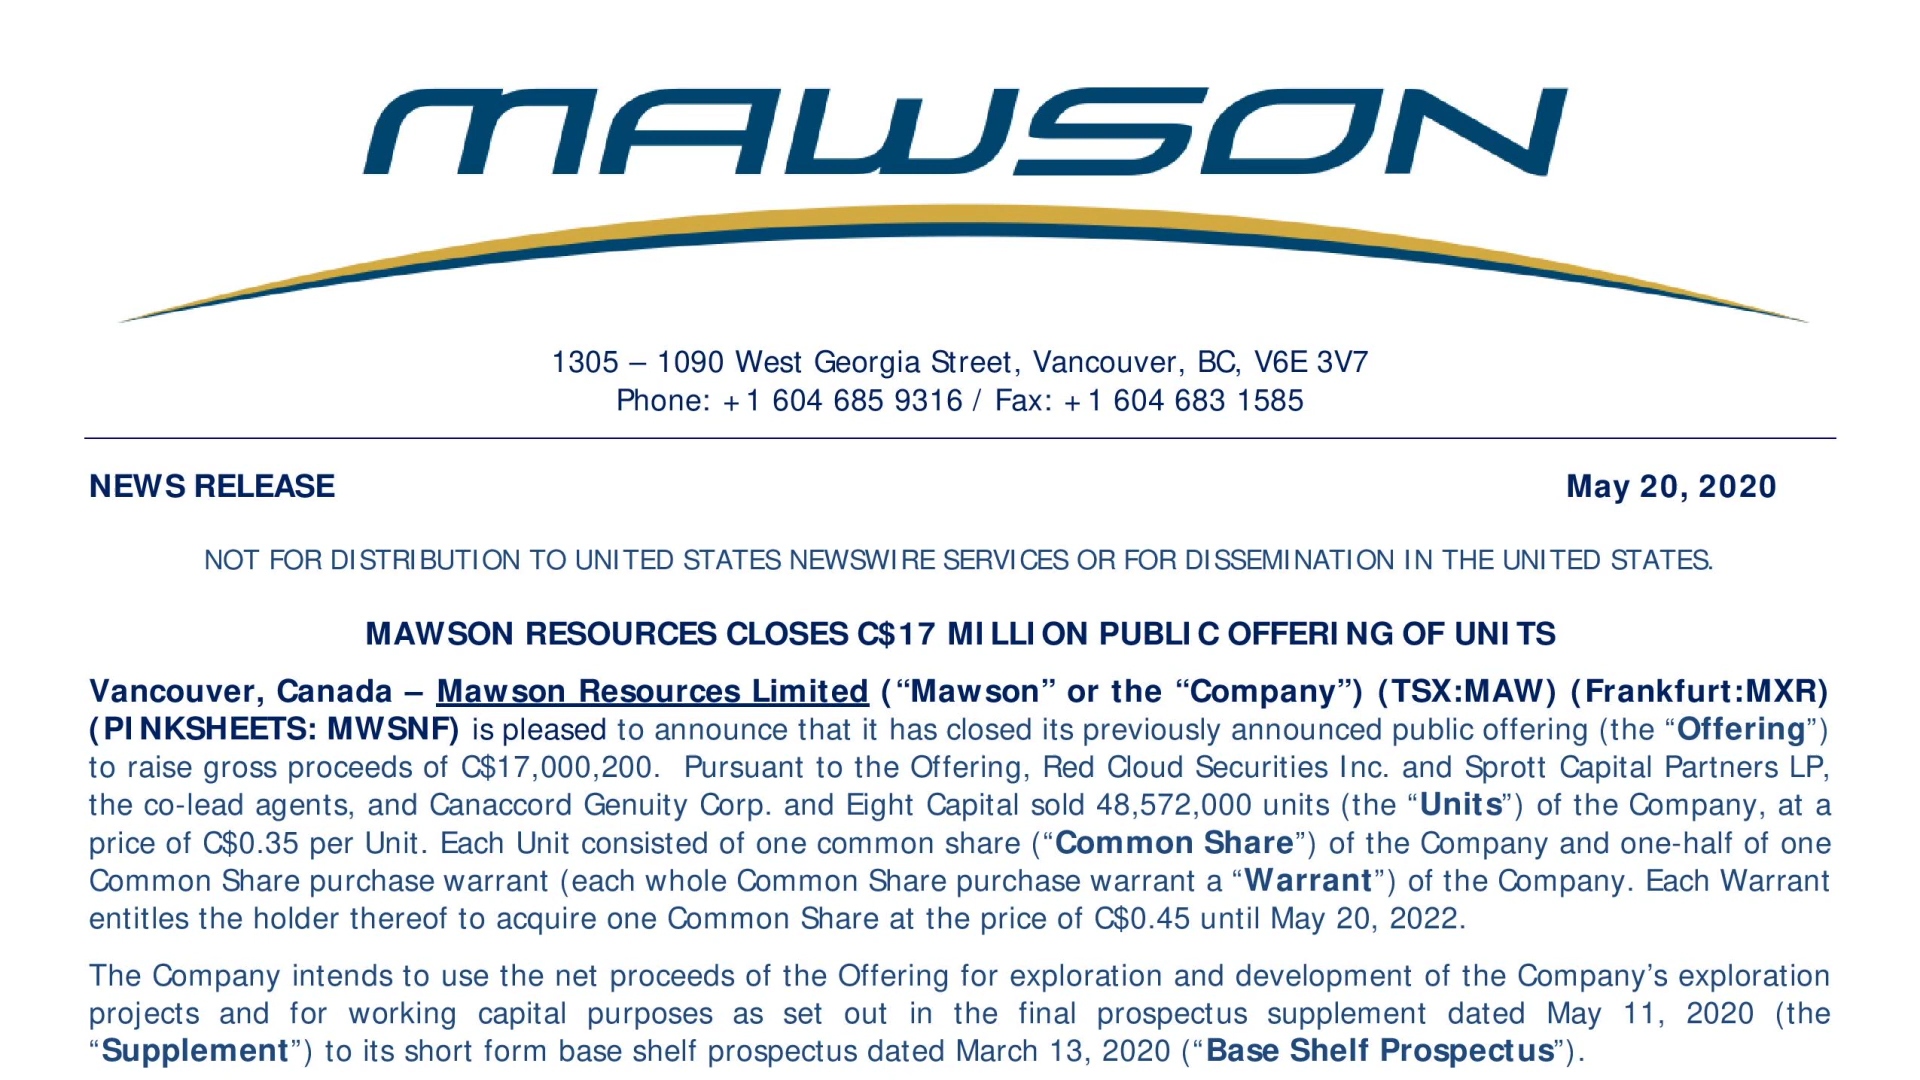 MAWSON
1305 – 1090 West Georgia Street, Vancouver, BC, V6E 3V7
Phone: +1 604 685 9316 / Fax: +1 604 683 1585
NEWS RELEASE May 20, 2020
NOT FOR DISTRIBUTION TO UNITED STATES NEWSWIRE SERVICES OR FOR DISSEMINATION IN THE UNITED STATES.
MAWSON RESOURCES CLOSES C$17 MILLION PUBLIC OFFERING OF UNITS
Vancouver, Canada – Mawson Resources Limited (“Mawson” or the “Company”) (TSX:MAW) (Frankfurt:MXR)
(PINKSHEETS: MWSNF) is pleased to announce that it has closed its previously announced public offering (the “Offering”)
to raise gross proceeds of C$17,000,200. Pursuant to the Offering, Red Cloud Securities Inc. and Sprott Capital Partners LP,
the co-lead agents, and Canaccord Genuity Corp. and Eight Capital sold 48,572,000 units (the “Units”) of the Company, at a
price of C$0.35 per Unit. Each Unit consisted of one common share (“Common Share”) of the Company and one-half of one
Common Share purchase warrant (each whole Common Share purchase warrant a “Warrant”) of the Company. Each Warrant
entitles the holder thereof to acquire one Common Share at the price of C$0.45 until May 20, 2022.
The Company intends to use the net proceeds of the Offering for exploration and development of the Company’s exploration
projects and for working capital purposes as set out in the final prospectus supplement dated May 11, 2020 (the
“Supplement”) to its short form base shelf prospectus dated March 13, 2020 (“Base Shelf Prospectus”).